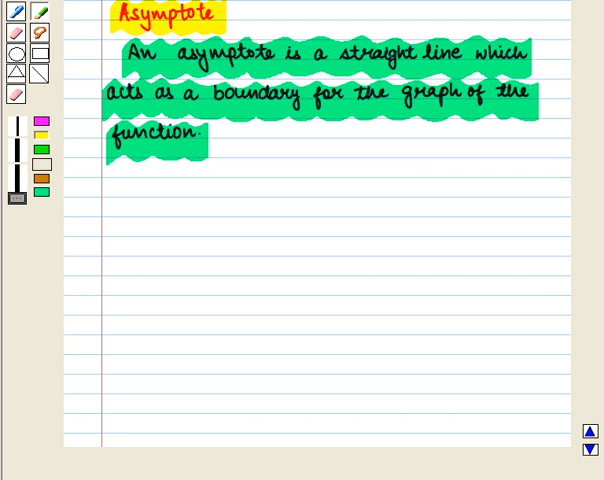 Asymptote
An asymptote is a straight line which
acts as a boundary for the graph of the
function.